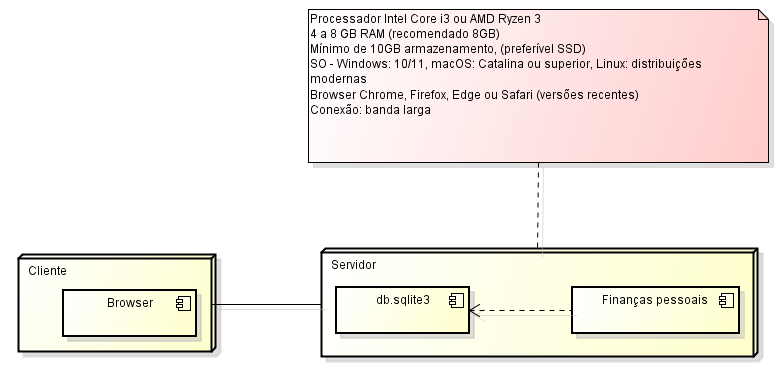 Processador Intel Core i3 ou AMD Ryzen 3
4 a 8 GB RAM (recomendado 8GB)
Mínimo de 10GB armazenamento, (preferível SSD)
SO - Windows: 10/11, macOS: Catalina ou superior, Linux: distribuições
modernas
Browser Chrome, Firefox, Edge ou Safari (versões recentes)
Conexão: banda larga
Cliente
Browser
Servidor
db.sqlite3
Finanças pessoais